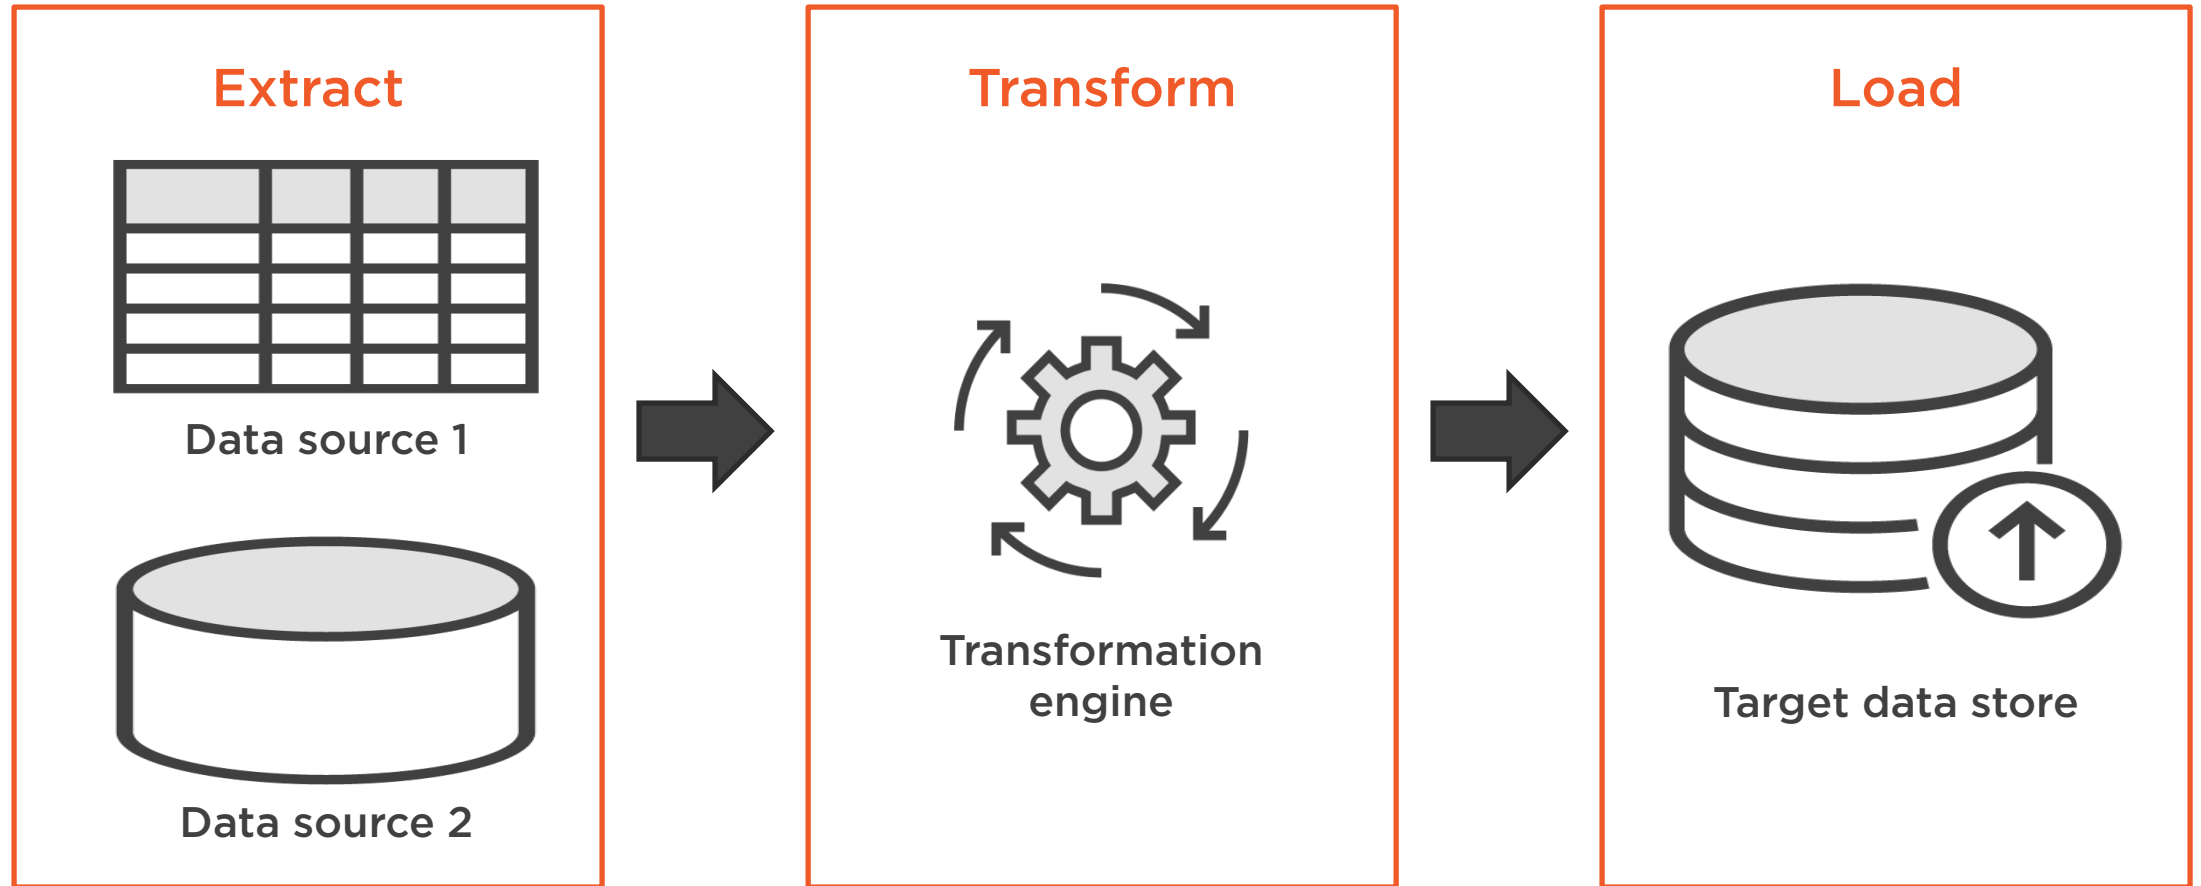 Extract
Data source 1
Data source 2
Transform
Transformation
engine
Load
Target data store